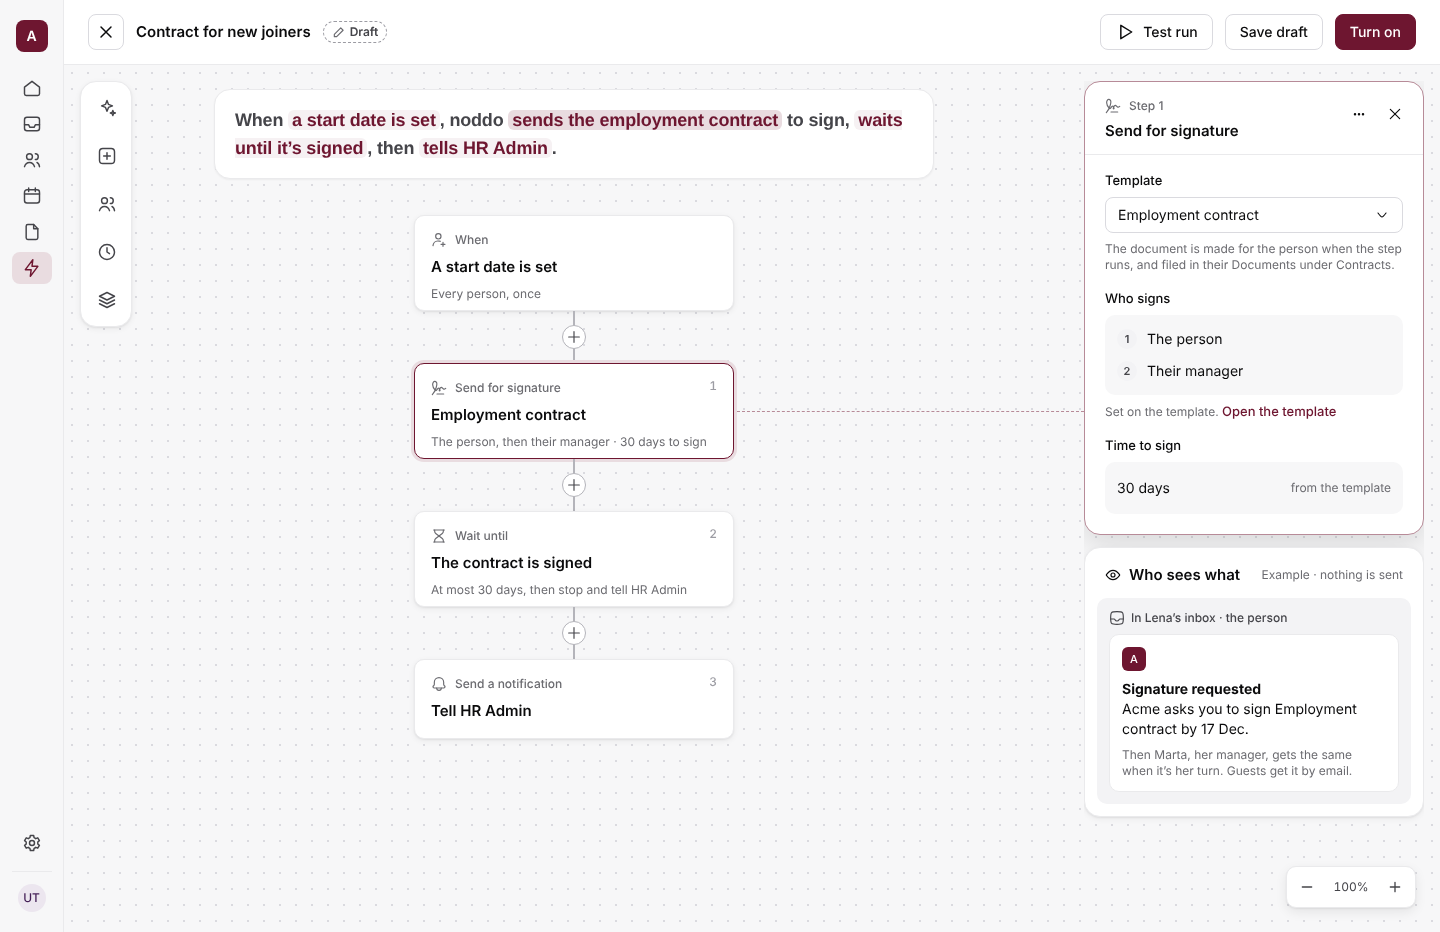 A
Contract for new joiners
Draft
Test run
Save draft
Turn on
When a start date is set, noddo sends the employment contract to sign, waits
until it’s signed, then tells HR Admin.
When
A start date is set
Every person, once
Send for signature
1
Employment contract
The person, then their manager · 30 days to sign
Wait until
2
The contract is signed
At most 30 days, then stop and tell HR Admin
Send a notification
3
Tell HR Admin
Step 1
Send for signature
Template
Employment contract
The document is made for the person when the step
runs, and filed in their Documents under Contracts.
Who signs
1 The person
2 Their manager
Set on the template. Open the template
Time to sign
30 days from the template
Who sees what Example · nothing is sent
In Lena’s inbox · the person
A
Signature requested
Acme asks you to sign Employment
contract by 17 Dec.
Then Marta, her manager, gets the same
when it’s her turn. Guests get it by email.
100%
UT